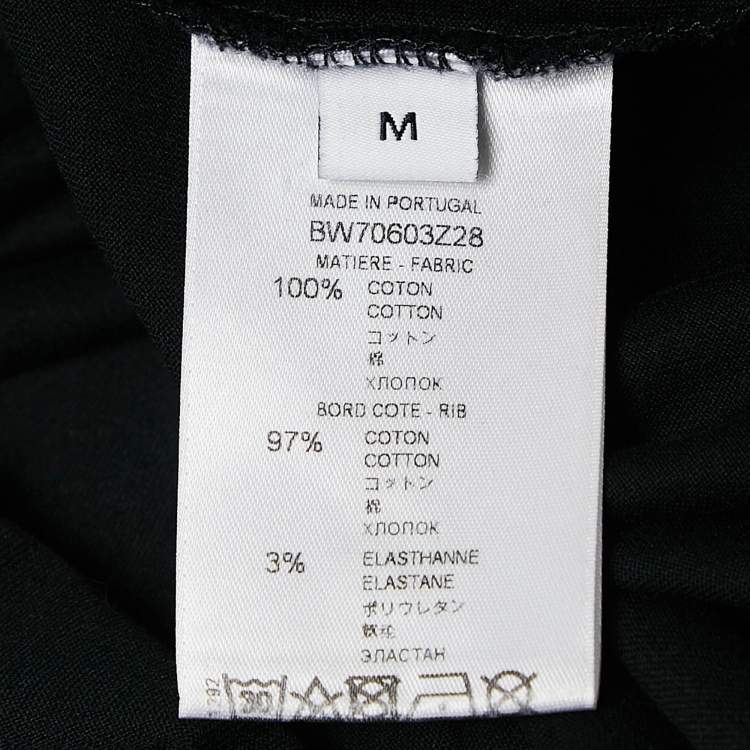 M
MADE IN PORTUGAL
BW70603Z28
MATIERE - FABRIC
100% COTON
COTTON
コットン
棉
ХЛОПОК
BORD COTE - RIB
97% COTON
COTTON
コットン
棉
ХЛОПОК
3% ELASTHANNE
ELASTANE
ポリウレタン
ЭЛАСТАН
30